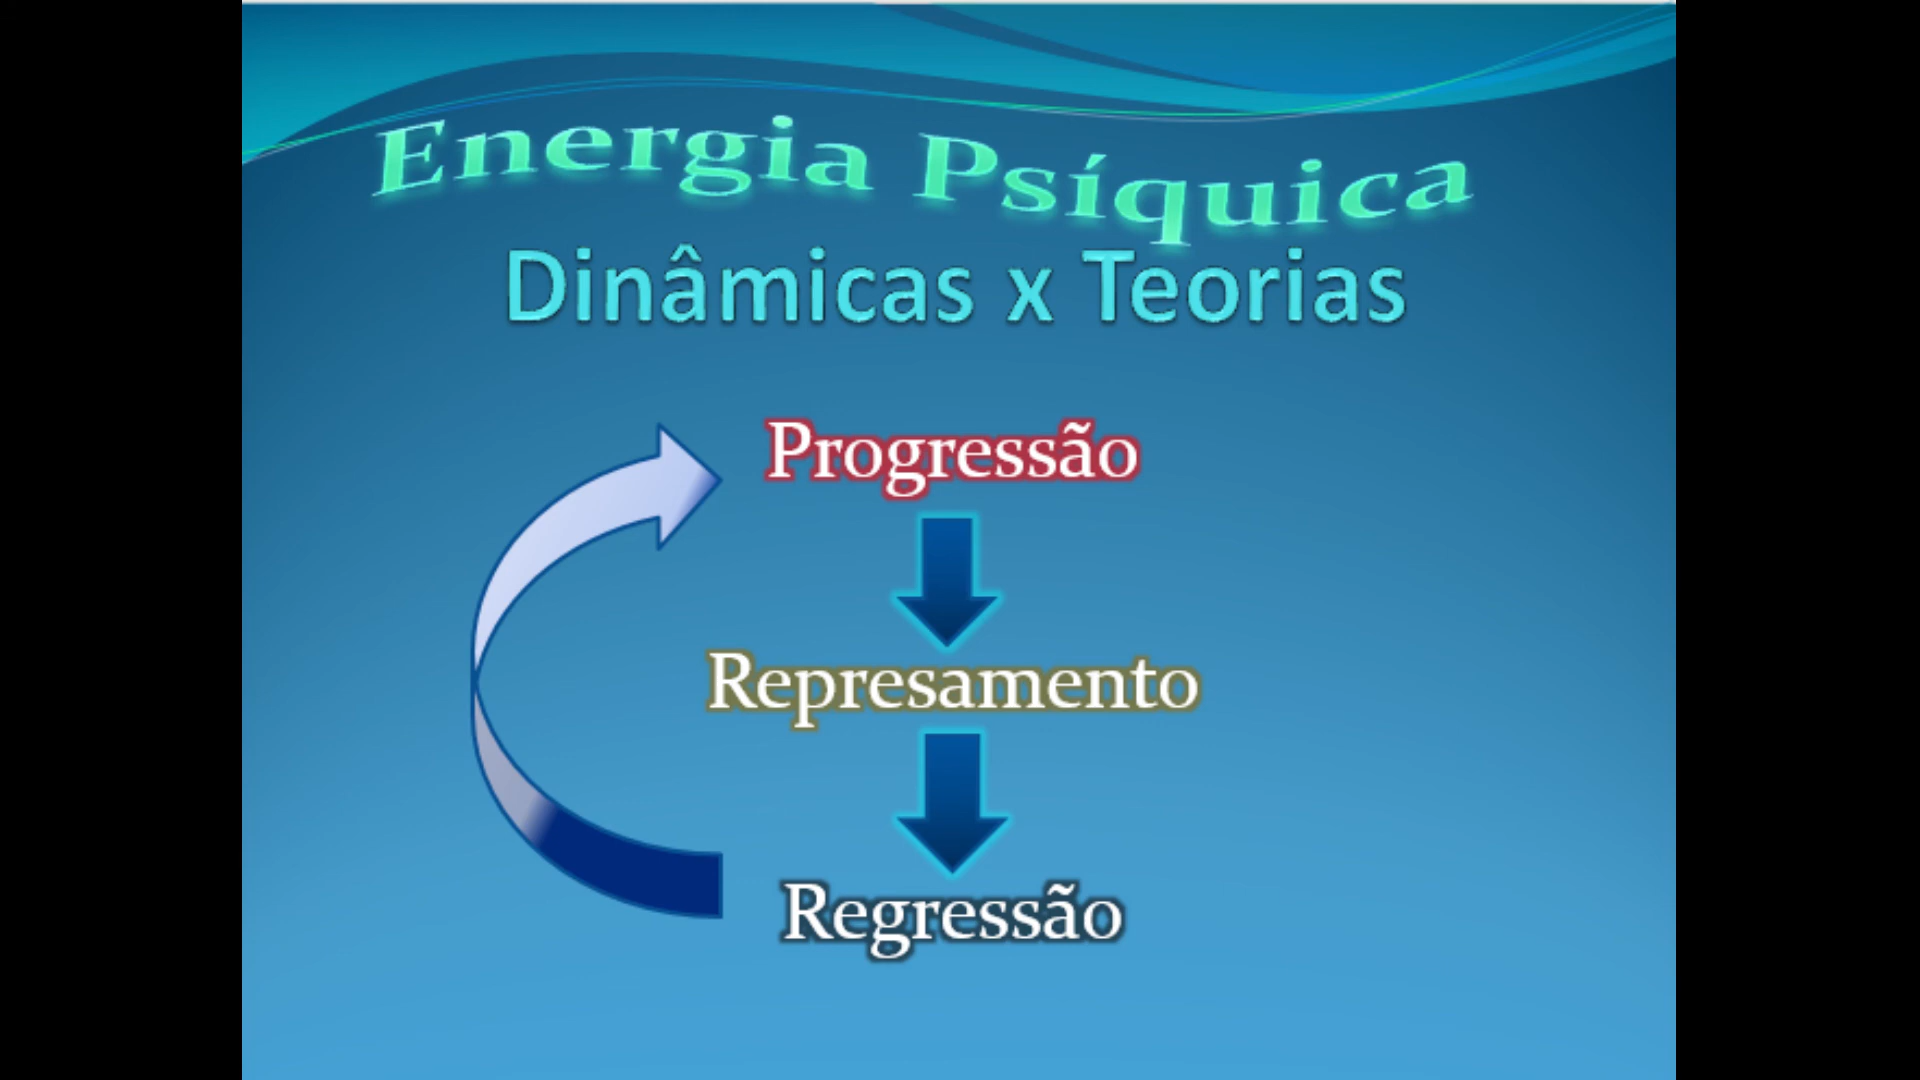 Energia Psíquica
Dinâmicas x Teorias
Progressão
Represamento
Regressão